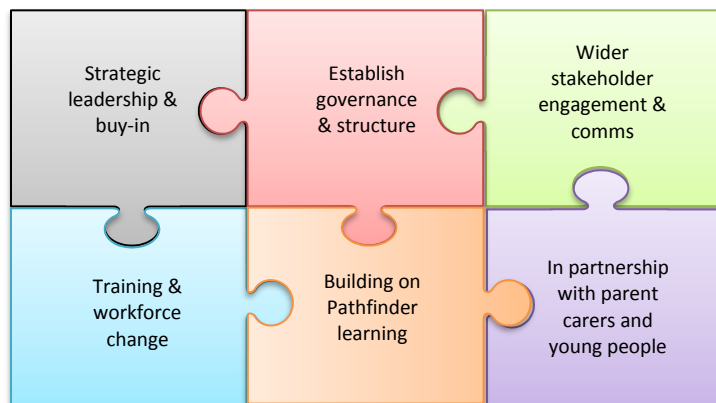 Strategic
leadership &
buy-in
Establish
governance
& structure
Wider
stakeholder
engagement &
comms
Training &
workforce
change
Building on
Pathfinder
learning
In partnership
with parent
carers and
young people